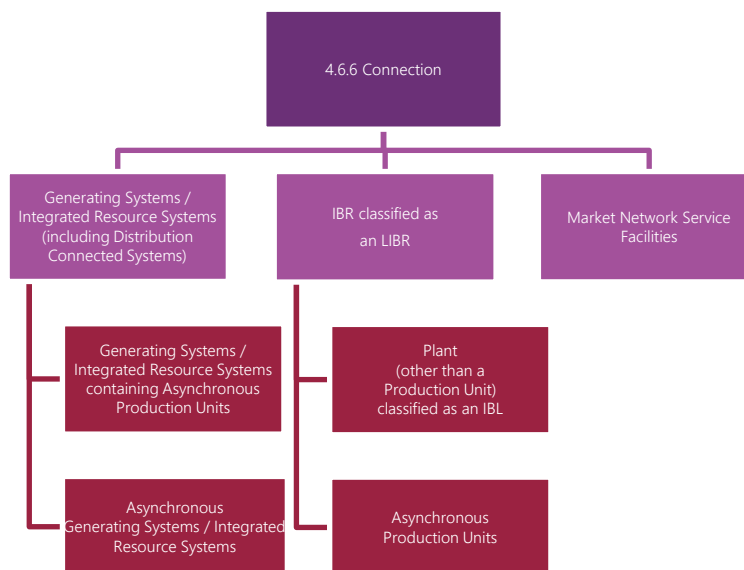 4.6.6 Connection
Generating Systems /
Integrated Resource Systems
(including Distribution
Connected Systems)
IBR classified as
an LIBR
Market Network Service
Facilities
Generating Systems /
Integrated Resource Systems
containing Asynchronous
Production Units
Plant
(other than a
Production Unit)
classified as an IBL
Asynchronous
Generating Systems / Integrated
Resource Systems
Asynchronous
Production Units